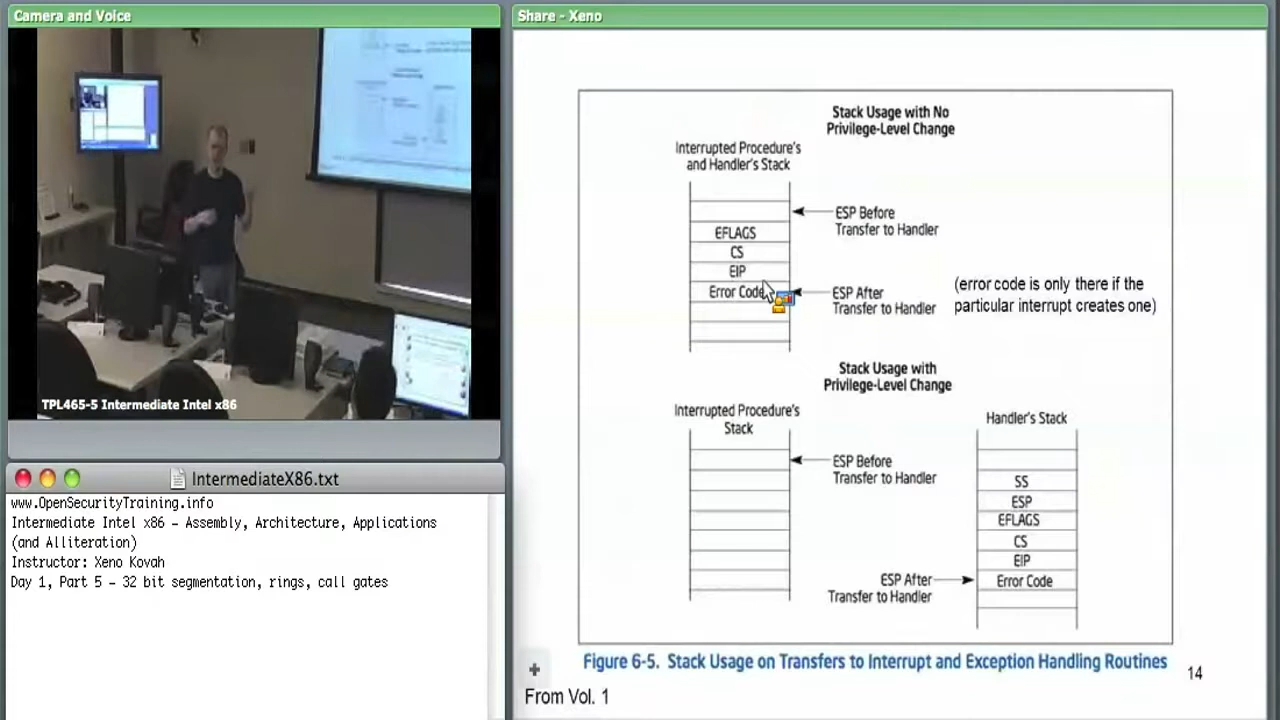 Camera and Voice
TPL465-5 Intermediate Intel x86
IntermediateX86.txt
www.OpenSecurityTraining.info
Intermediate Intel x86 – Assembly, Architecture, Applications
(and Alliteration)
Instructor: Xeno Kovah
Day 1, Part 5 – 32 bit segmentation, rings, call gates
Share - Xeno
Stack Usage with No
Privilege-Level Change
Interrupted Procedure's
and Handler's Stack
ESP Before
Transfer to Handler
EFLAGS
CS
EIP
Error Code
ESP After
Transfer to Handler
(error code is only there if the
particular interrupt creates one)
Stack Usage with
Privilege-Level Change
Interrupted Procedure's
Stack
Handler's Stack
ESP Before
Transfer to Handler
SS
ESP
EFLAGS
CS
EIP
Error Code
ESP After
Transfer to Handler
Figure 6-5. Stack Usage on Transfers to Interrupt and Exception Handling Routines
14
From Vol. 1